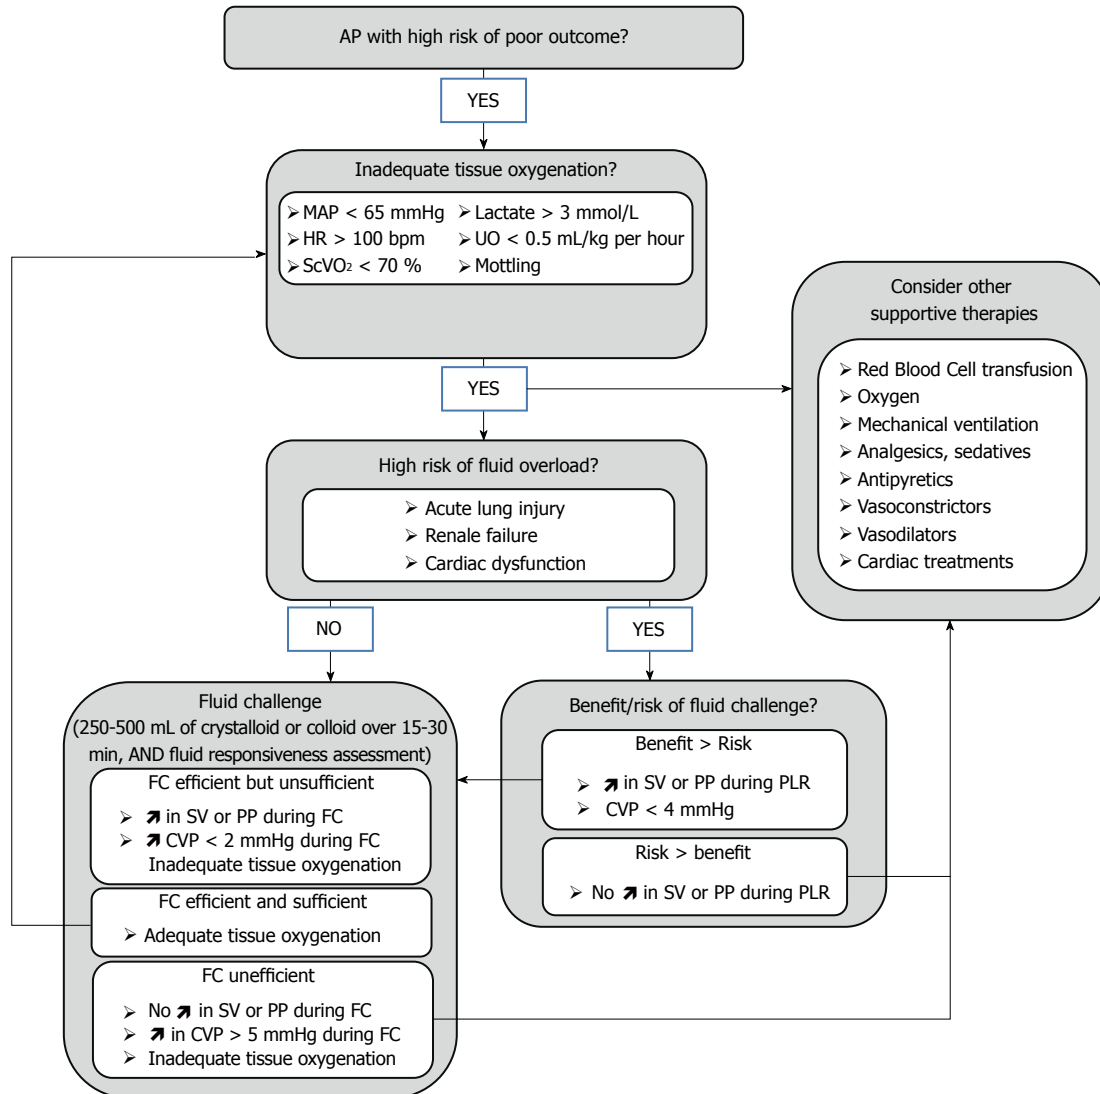 AP with high risk of poor outcome?
YES
Inadequate tissue oxygenation?
➢ MAP < 65 mmHg ➢ Lactate > 3 mmol/L
➢ HR > 100 bpm ➢ UO < 0.5 mL/kg per hour
➢ ScVO₂ < 70 % ➢ Mottling
YES
Consider other
supportive therapies
➢ Red Blood Cell transfusion
➢ Oxygen
➢ Mechanical ventilation
➢ Analgesics, sedatives
➢ Antipyretics
➢ Vasoconstrictors
➢ Vasodilators
➢ Cardiac treatments
High risk of fluid overload?
➢ Acute lung injury
➢ Renale failure
➢ Cardiac dysfunction
NO
YES
Fluid challenge
(250-500 mL of crystalloid or colloid over 15-30
min, AND fluid responsiveness assessment)
FC efficient but unsufficient
➢ ↗ in SV or PP during FC
➢ ↗ CVP < 2 mmHg during FC
Inadequate tissue oxygenation
FC efficient and sufficient
➢ Adequate tissue oxygenation
FC unefficient
➢ No ↗ in SV or PP during FC
➢ ↗ in CVP > 5 mmHg during FC
➢ Inadequate tissue oxygenation
Benefit/risk of fluid challenge?
Benefit > Risk
➢ ↗ in SV or PP during PLR
➢ CVP < 4 mmHg
Risk > benefit
➢ No ↗ in SV or PP during PLR